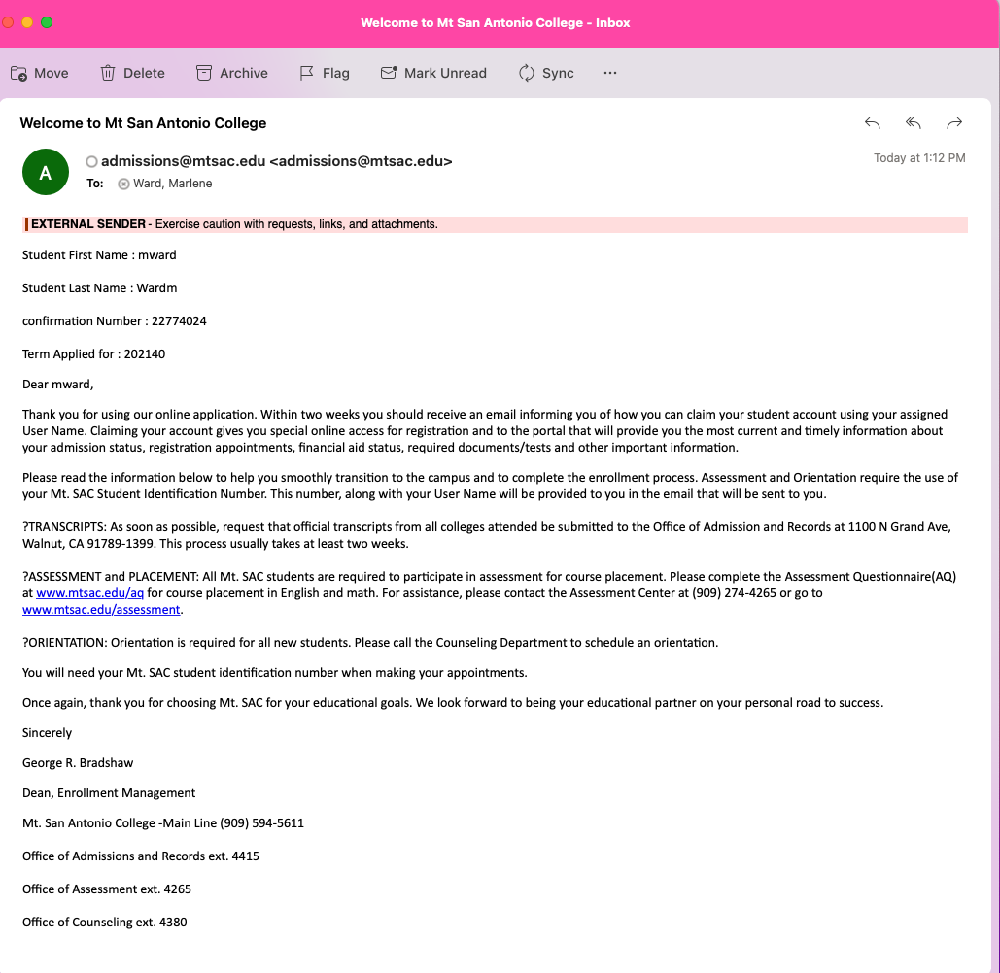 Welcome to Mt San Antonio College - Inbox
Move Delete Archive Flag Mark Unread Sync ...
Welcome to Mt San Antonio College
A
admissions@mtsac.edu <admissions@mtsac.edu>
Today at 1:12 PM
To: Ward, Marlene
EXTERNAL SENDER - Exercise caution with requests, links, and attachments.
Student First Name : mward
Student Last Name : Wardm
confirmation Number : 22774024
Term Applied for : 202140
Dear mward,
Thank you for using our online application. Within two weeks you should receive an email informing you of how you can claim your student account using your assigned
User Name. Claiming your account gives you special online access for registration and to the portal that will provide you the most current and timely information about
your admission status, registration appointments, financial aid status, required documents/tests and other important information.
Please read the information below to help you smoothly transition to the campus and to complete the enrollment process. Assessment and Orientation require the use of
your Mt. SAC Student Identification Number. This number, along with your User Name will be provided to you in the email that will be sent to you.
?TRANSCRIPTS: As soon as possible, request that official transcripts from all colleges attended be submitted to the Office of Admission and Records at 1100 N Grand Ave,
Walnut, CA 91789-1399. This process usually takes at least two weeks.
?ASSESSMENT and PLACEMENT: All Mt. SAC students are required to participate in assessment for course placement. Please complete the Assessment Questionnaire(AQ)
at www.mtsac.edu/aq for course placement in English and math. For assistance, please contact the Assessment Center at (909) 274-4265 or go to
www.mtsac.edu/assessment.
?ORIENTATION: Orientation is required for all new students. Please call the Counseling Department to schedule an orientation.
You will need your Mt. SAC student identification number when making your appointments.
Once again, thank you for choosing Mt. SAC for your educational goals. We look forward to being your educational partner on your personal road to success.
Sincerely
George R. Bradshaw
Dean, Enrollment Management
Mt. San Antonio College -Main Line (909) 594-5611
Office of Admissions and Records ext. 4415
Office of Assessment ext. 4265
Office of Counseling ext. 4380